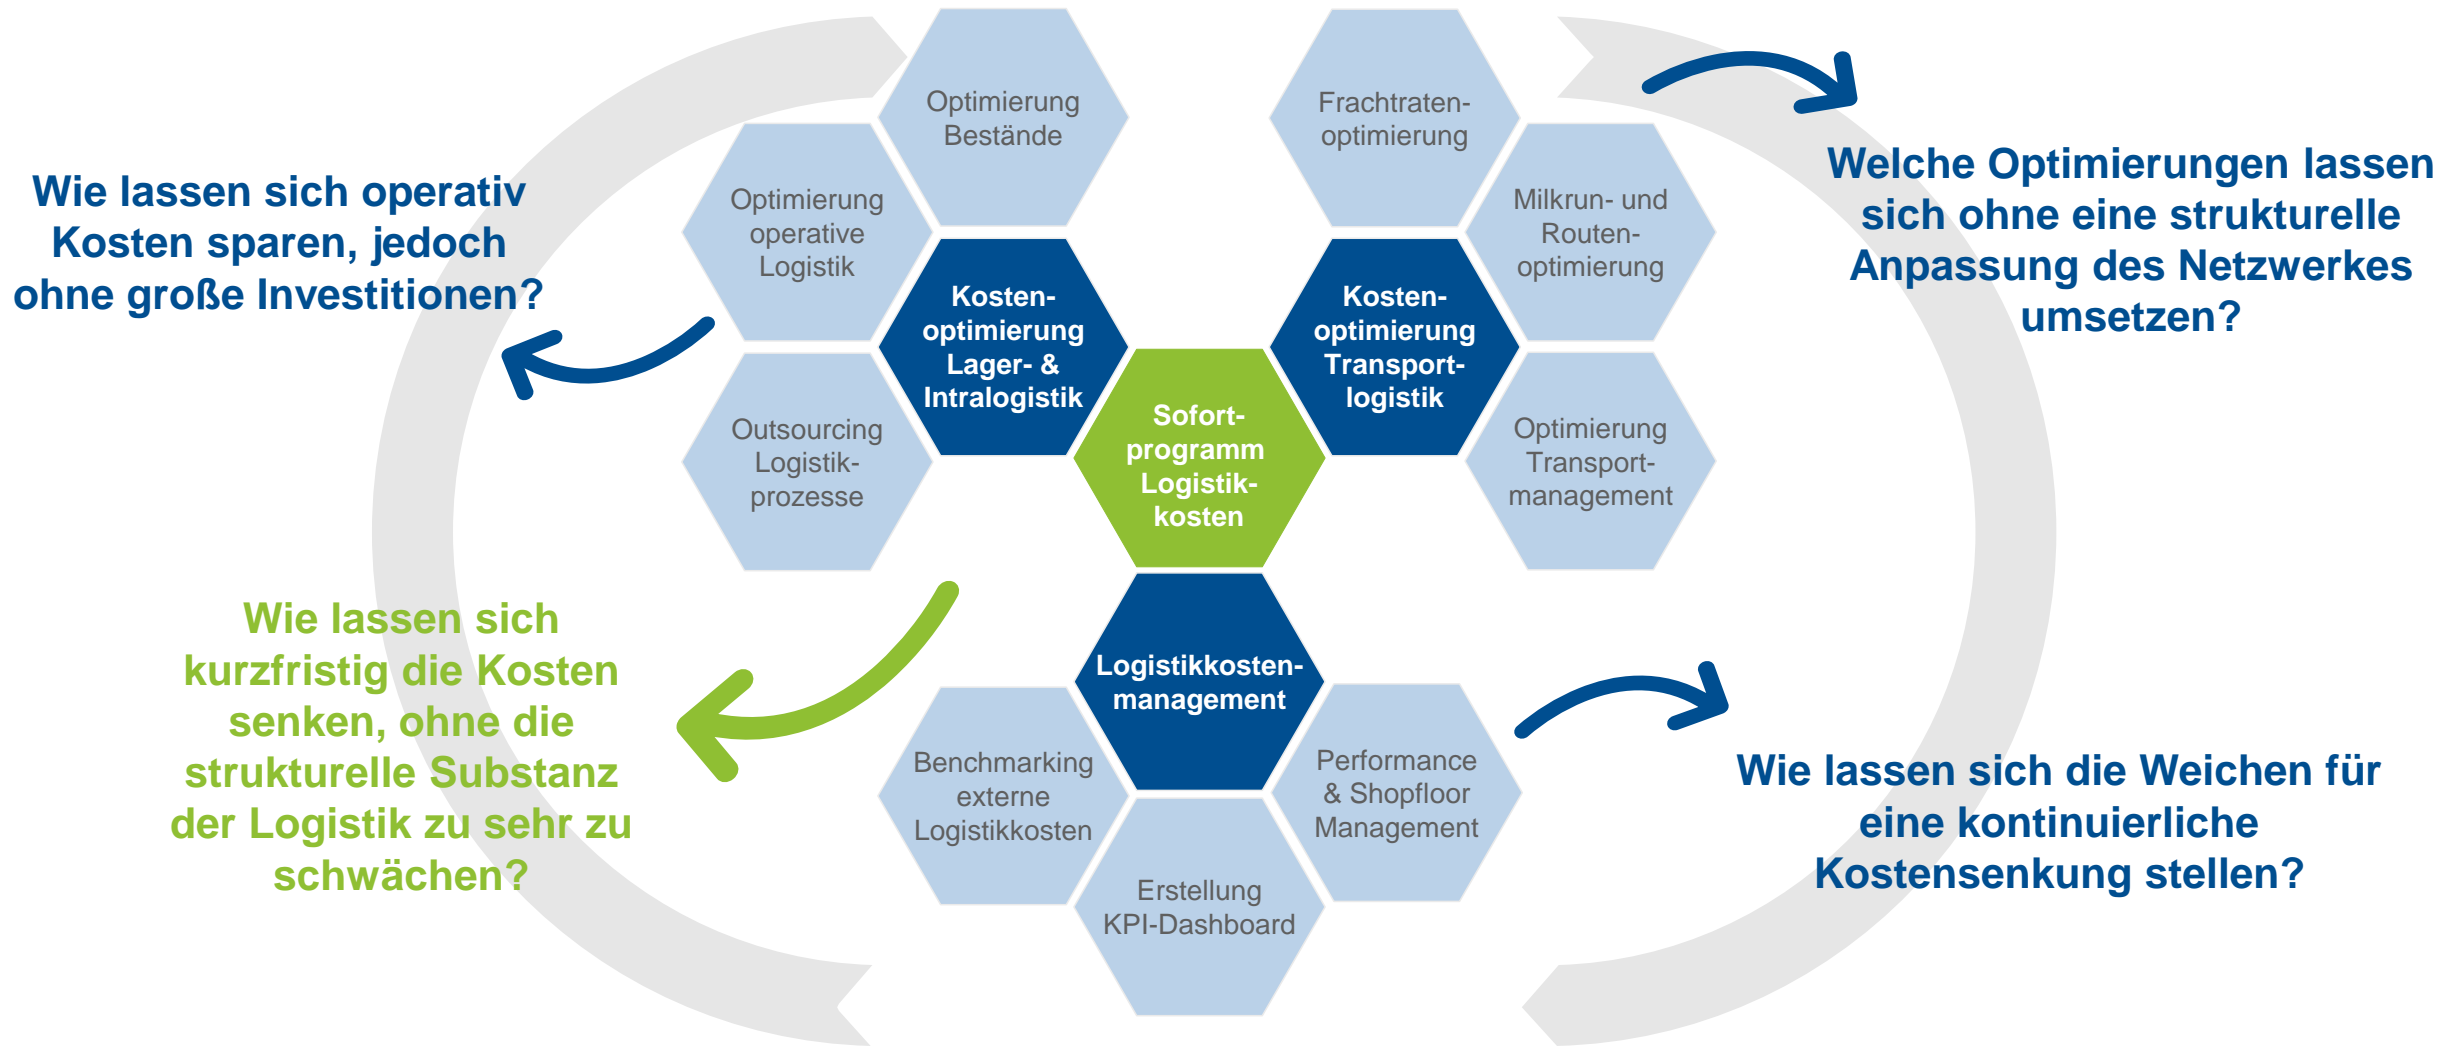 Optimierung
Bestände
Frachtraten-
optimierung
Optimierung
operative
Logistik
Milkrun- und
Routen-
optimierung
Wie lassen sich operativ
Kosten sparen, jedoch
ohne große Investitionen?
Welche Optimierungen lassen
sich ohne eine strukturelle
Anpassung des Netzwerkes
umsetzen?
Kosten-
optimierung
Lager- &
Intralogistik
Kosten-
optimierung
Transport-
logistik
Outsourcing
Logistik-
prozesse
Sofort-
programm
Logistik-
kosten
Optimierung
Transport-
management
Wie lassen sich
kurzfristig die Kosten
senken, ohne die
strukturelle Substanz
der Logistik zu sehr zu
schwächen?
Logistikkosten-
management
Benchmarking
externe
Logistikkosten
Performance
& Shopfloor
Management
Wie lassen sich die Weichen für
eine kontinuierliche
Kostensenkung stellen?
Erstellung
KPI-Dashboard